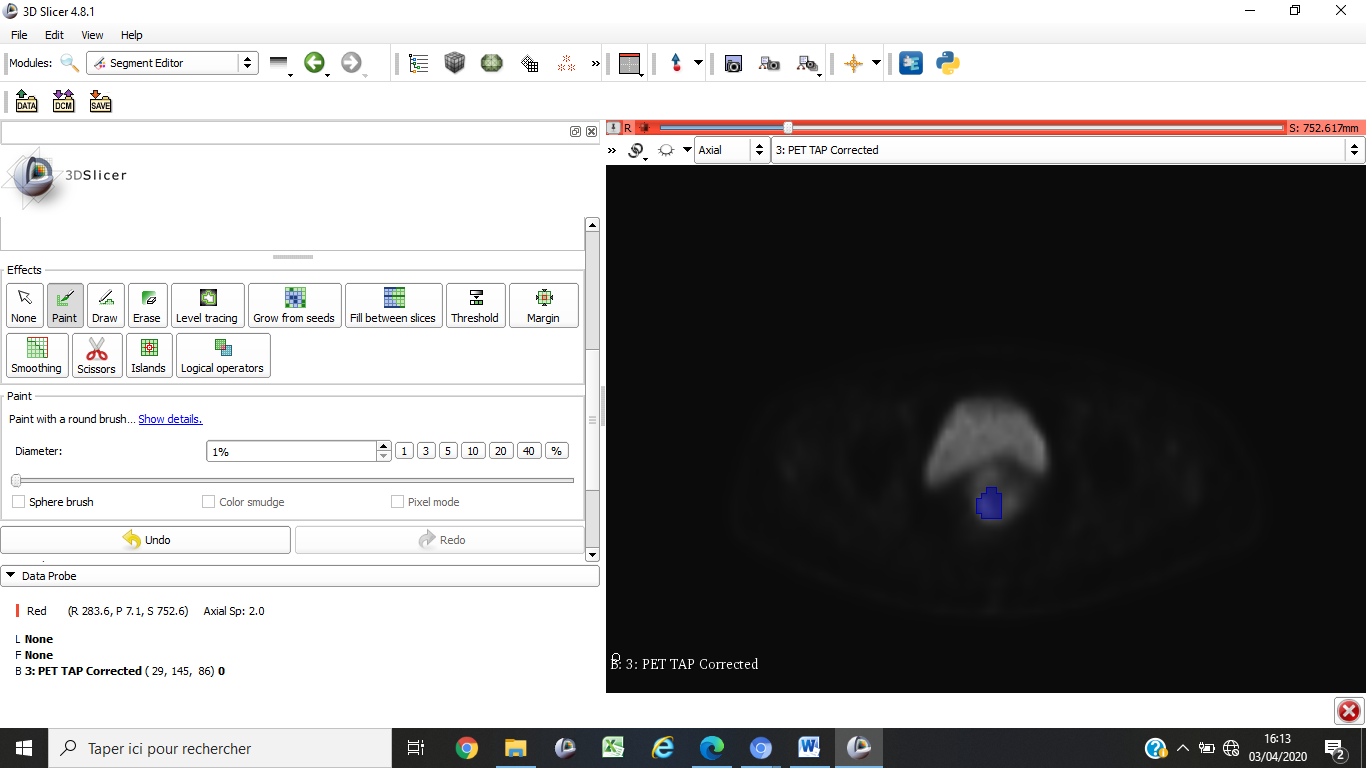 3D Slicer 4.8.1
File Edit View Help
Modules: Segment Editor
DATA DCM SAVE
R S: 752.617mm
Axial 3: PET TAP Corrected
3DSlicer
Effects
None Paint Draw Erase Level tracing Grow from seeds Fill between slices Threshold Margin
Smoothing Scissors Islands Logical operators
Paint
Paint with a round brush... Show details.
Diameter: 1% 1 3 5 10 20 40 %
Sphere brush Color smudge Pixel mode
Undo Redo
Data Probe
Red (R 283.6, P 7.1, S 752.6) Axial Sp: 2.0
L None
F None
B 3: PET TAP Corrected ( 29, 145, 86) 0
B: 3: PET TAP Corrected
Taper ici pour rechercher
16:13
03/04/2020
2